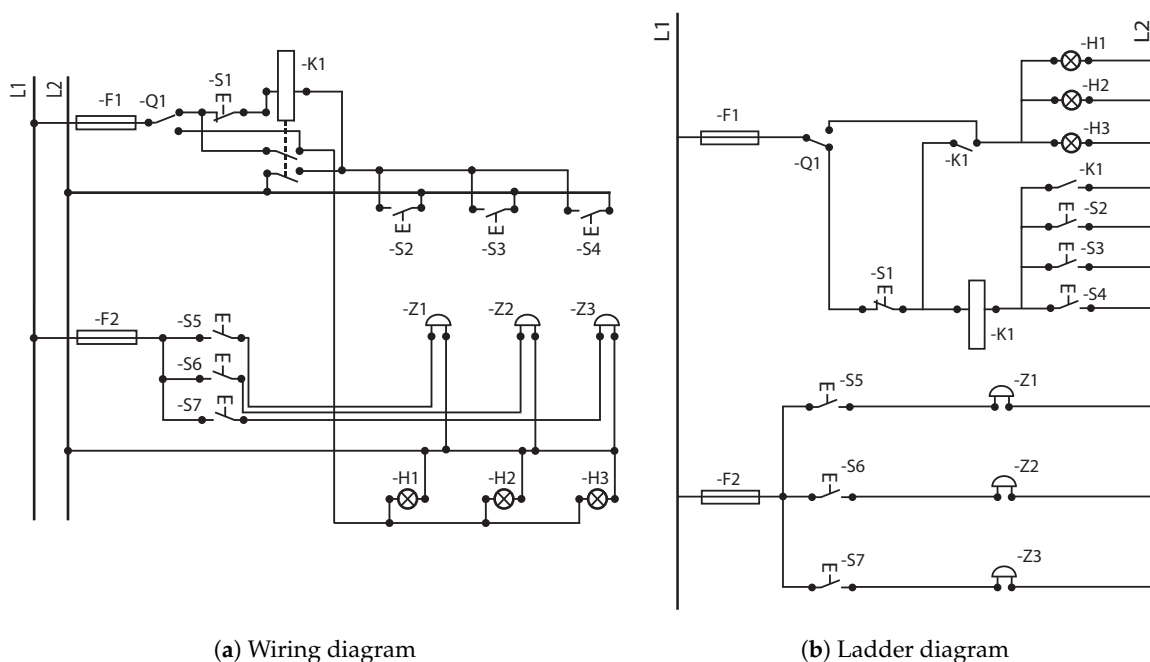 L1
L2
-F1
-Q1
-S1
-K1
-S2
-S3
-S4
-F2
-S5
-S6
-S7
-Z1
-Z2
-Z3
-H1
-H2
-H3
(a) Wiring diagram
L1
L2
-F1
-Q1
-K1
-H1
-H2
-H3
-K1
-S2
-S3
-S4
-S1
-K1
-F2
-S5
-S6
-S7
-Z1
-Z2
-Z3
(b) Ladder diagram